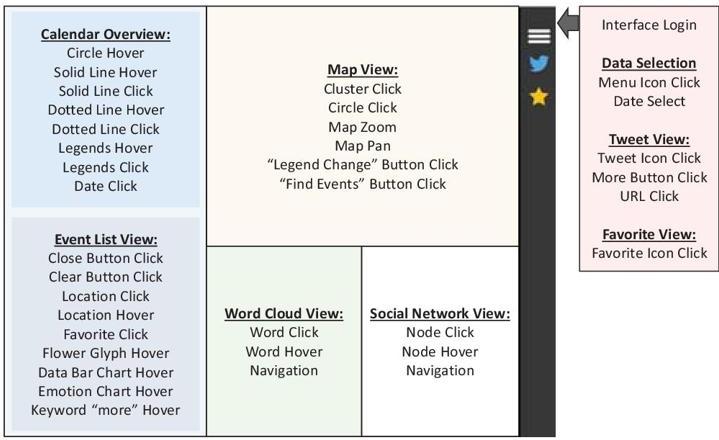 Calendar Overview:
Circle Hover
Solid Line Hover
Solid Line Click
Dotted Line Hover
Dotted Line Click
Legends Hover
Legends Click
Date Click
Event List View:
Close Button Click
Clear Button Click
Location Click
Location Hover
Favorite Click
Flower Glyph Hover
Data Bar Chart Hover
Emotion Chart Hover
Keyword “more” Hover
Map View:
Cluster Click
Circle Click
Map Zoom
Map Pan
“Legend Change” Button Click
“Find Events” Button Click
Word Cloud View:
Word Click
Word Hover
Navigation
Social Network View:
Node Click
Node Hover
Navigation
Interface Login
Data Selection
Menu Icon Click
Date Select
Tweet View:
Tweet Icon Click
More Button Click
URL Click
Favorite View:
Favorite Icon Click